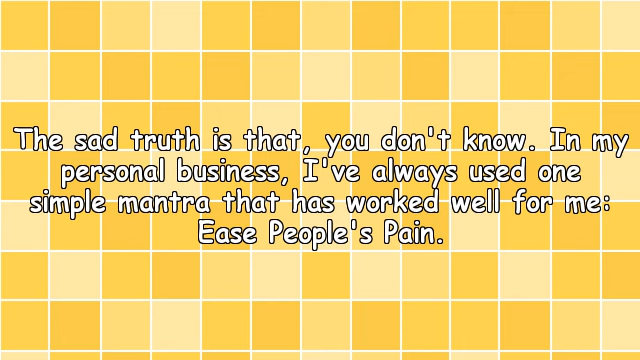 The sad truth is that, you don't know. In my
personal business, I've always used one
simple mantra that has worked well for me:
Ease People's Pain.